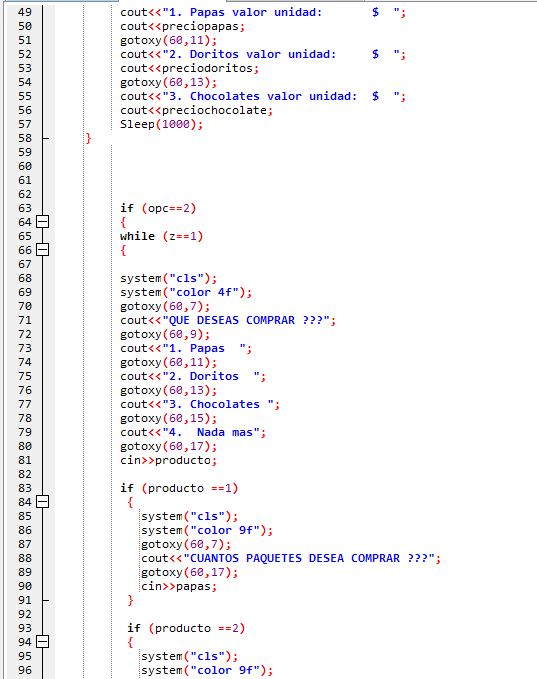 49 cout<<"1. Papas valor unidad:       $  ";
50 cout<<preciopapas;
51 gotoxy(60,11);
52 cout<<"2. Doritos valor unidad:     $  ";
53 cout<<preciodoritos;
54 gotoxy(60,13);
55 cout<<"3. Chocolates valor unidad:  $  ";
56 cout<<preciochocolate;
57 Sleep(1000);
58 }
59
60
61
62
63 if (opc==2)
64 {
65 while (z==1)
66 {
67
68 system("cls");
69 system("color 4f");
70 gotoxy(60,7);
71 cout<<"QUE DESEAS COMPRAR ???";
72 gotoxy(60,9);
73 cout<<"1. Papas  ";
74 gotoxy(60,11);
75 cout<<"2. Doritos  ";
76 gotoxy(60,13);
77 cout<<"3. Chocolates ";
78 gotoxy(60,15);
79 cout<<"4.  Nada mas";
80 gotoxy(60,17);
81 cin>>producto;
82
83 if (producto ==1)
84 {
85 system("cls");
86 system("color 9f");
87 gotoxy(60,7);
88 cout<<"CUANTOS PAQUETES DESEA COMPRAR ???";
89 gotoxy(60,17);
90 cin>>papas;
91 }
92
93 if (producto ==2)
94 {
95 system("cls");
96 system("color 9f");